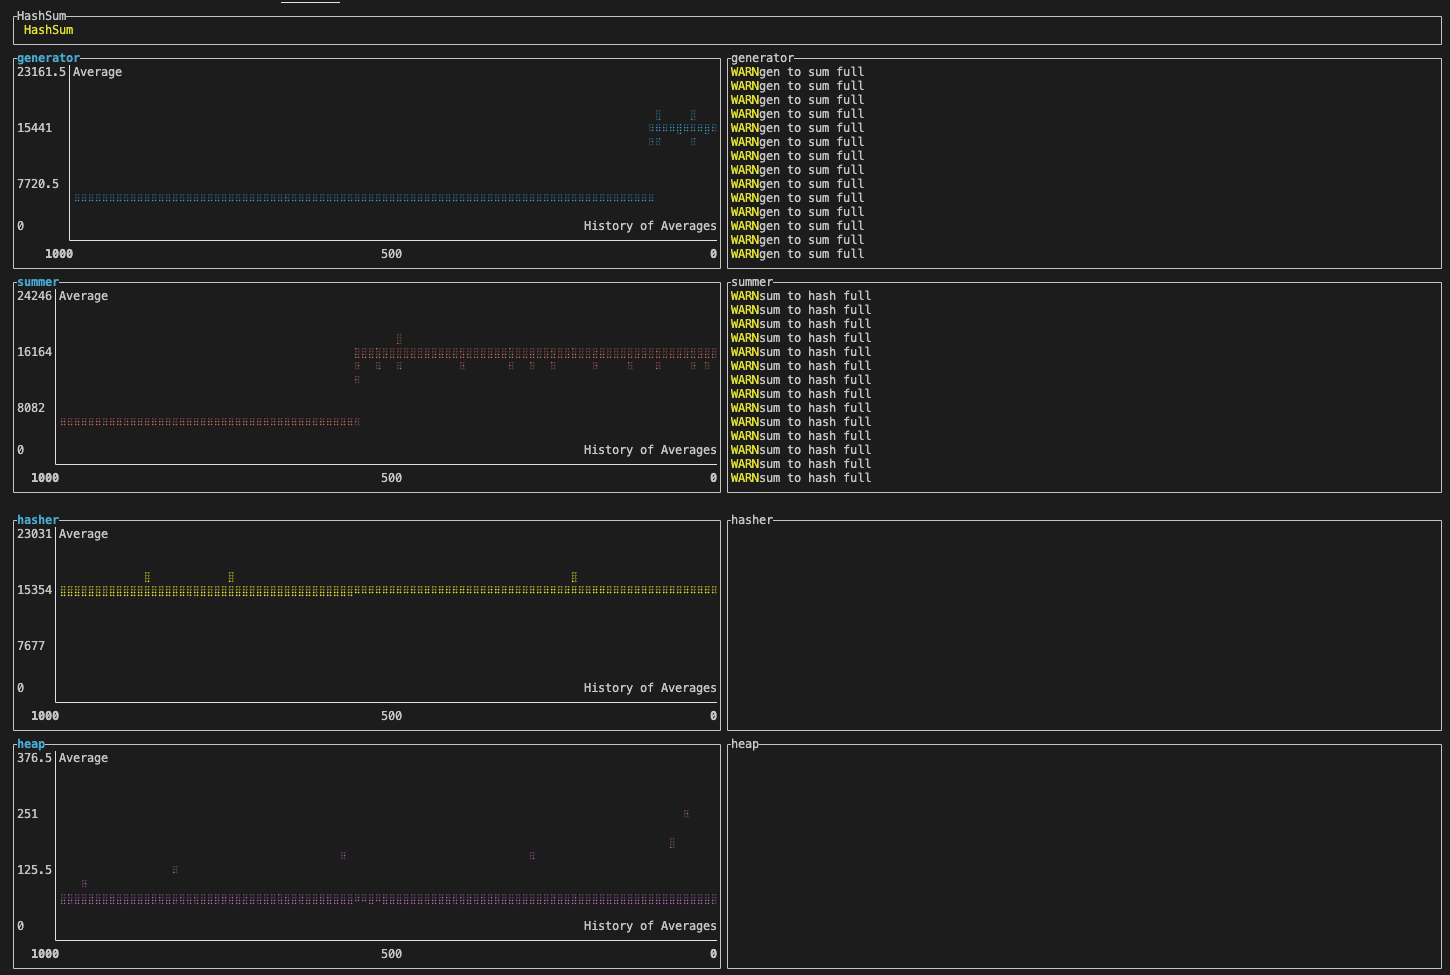 HashSum
HashSum
generator
23161.5 Average
15441
7720.5
0 History of Averages
1000 500 0
generator
WARNgen to sum full
WARNgen to sum full
WARNgen to sum full
WARNgen to sum full
WARNgen to sum full
WARNgen to sum full
WARNgen to sum full
WARNgen to sum full
WARNgen to sum full
WARNgen to sum full
WARNgen to sum full
WARNgen to sum full
WARNgen to sum full
WARNgen to sum full
summer
24246 Average
16164
8082
0 History of Averages
1000 500 0
summer
WARNsum to hash full
WARNsum to hash full
WARNsum to hash full
WARNsum to hash full
WARNsum to hash full
WARNsum to hash full
WARNsum to hash full
WARNsum to hash full
WARNsum to hash full
WARNsum to hash full
WARNsum to hash full
WARNsum to hash full
WARNsum to hash full
WARNsum to hash full
hasher
23031 Average
15354
7677
0 History of Averages
1000 500 0
hasher
heap
376.5 Average
251
125.5
0 History of Averages
1000 500 0
heap